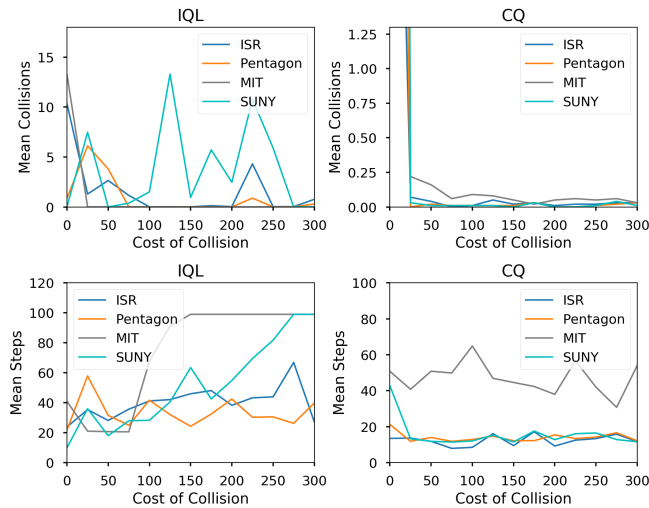 IQL
15
10
5
0
Mean Collisions
ISR
Pentagon
MIT
SUNY
0 50 100 150 200 250 300
Cost of Collision
CQ
1.25
1.00
0.75
0.50
0.25
0.00
Mean Collisions
ISR
Pentagon
MIT
SUNY
0 50 100 150 200 250 300
Cost of Collision
IQL
120
100
80
60
40
20
0
Mean Steps
ISR
Pentagon
MIT
SUNY
0 50 100 150 200 250 300
Cost of Collision
CQ
100
80
60
40
20
0
Mean Steps
ISR
Pentagon
MIT
SUNY
0 50 100 150 200 250 300
Cost of Collision